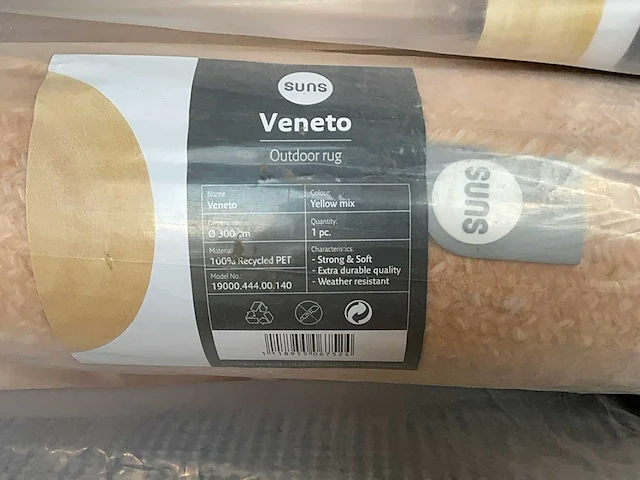 suns
Veneto
Outdoor rug
Name:
Veneto
Colour:
Yellow mix
Ø 300 cm
Quantity:
1 pc.
Material
100% Recycled PET
Characteristics:
- Strong & Soft
- Extra durable quality
- Weather resistant
Model No.:
19000.444.00.140
suns